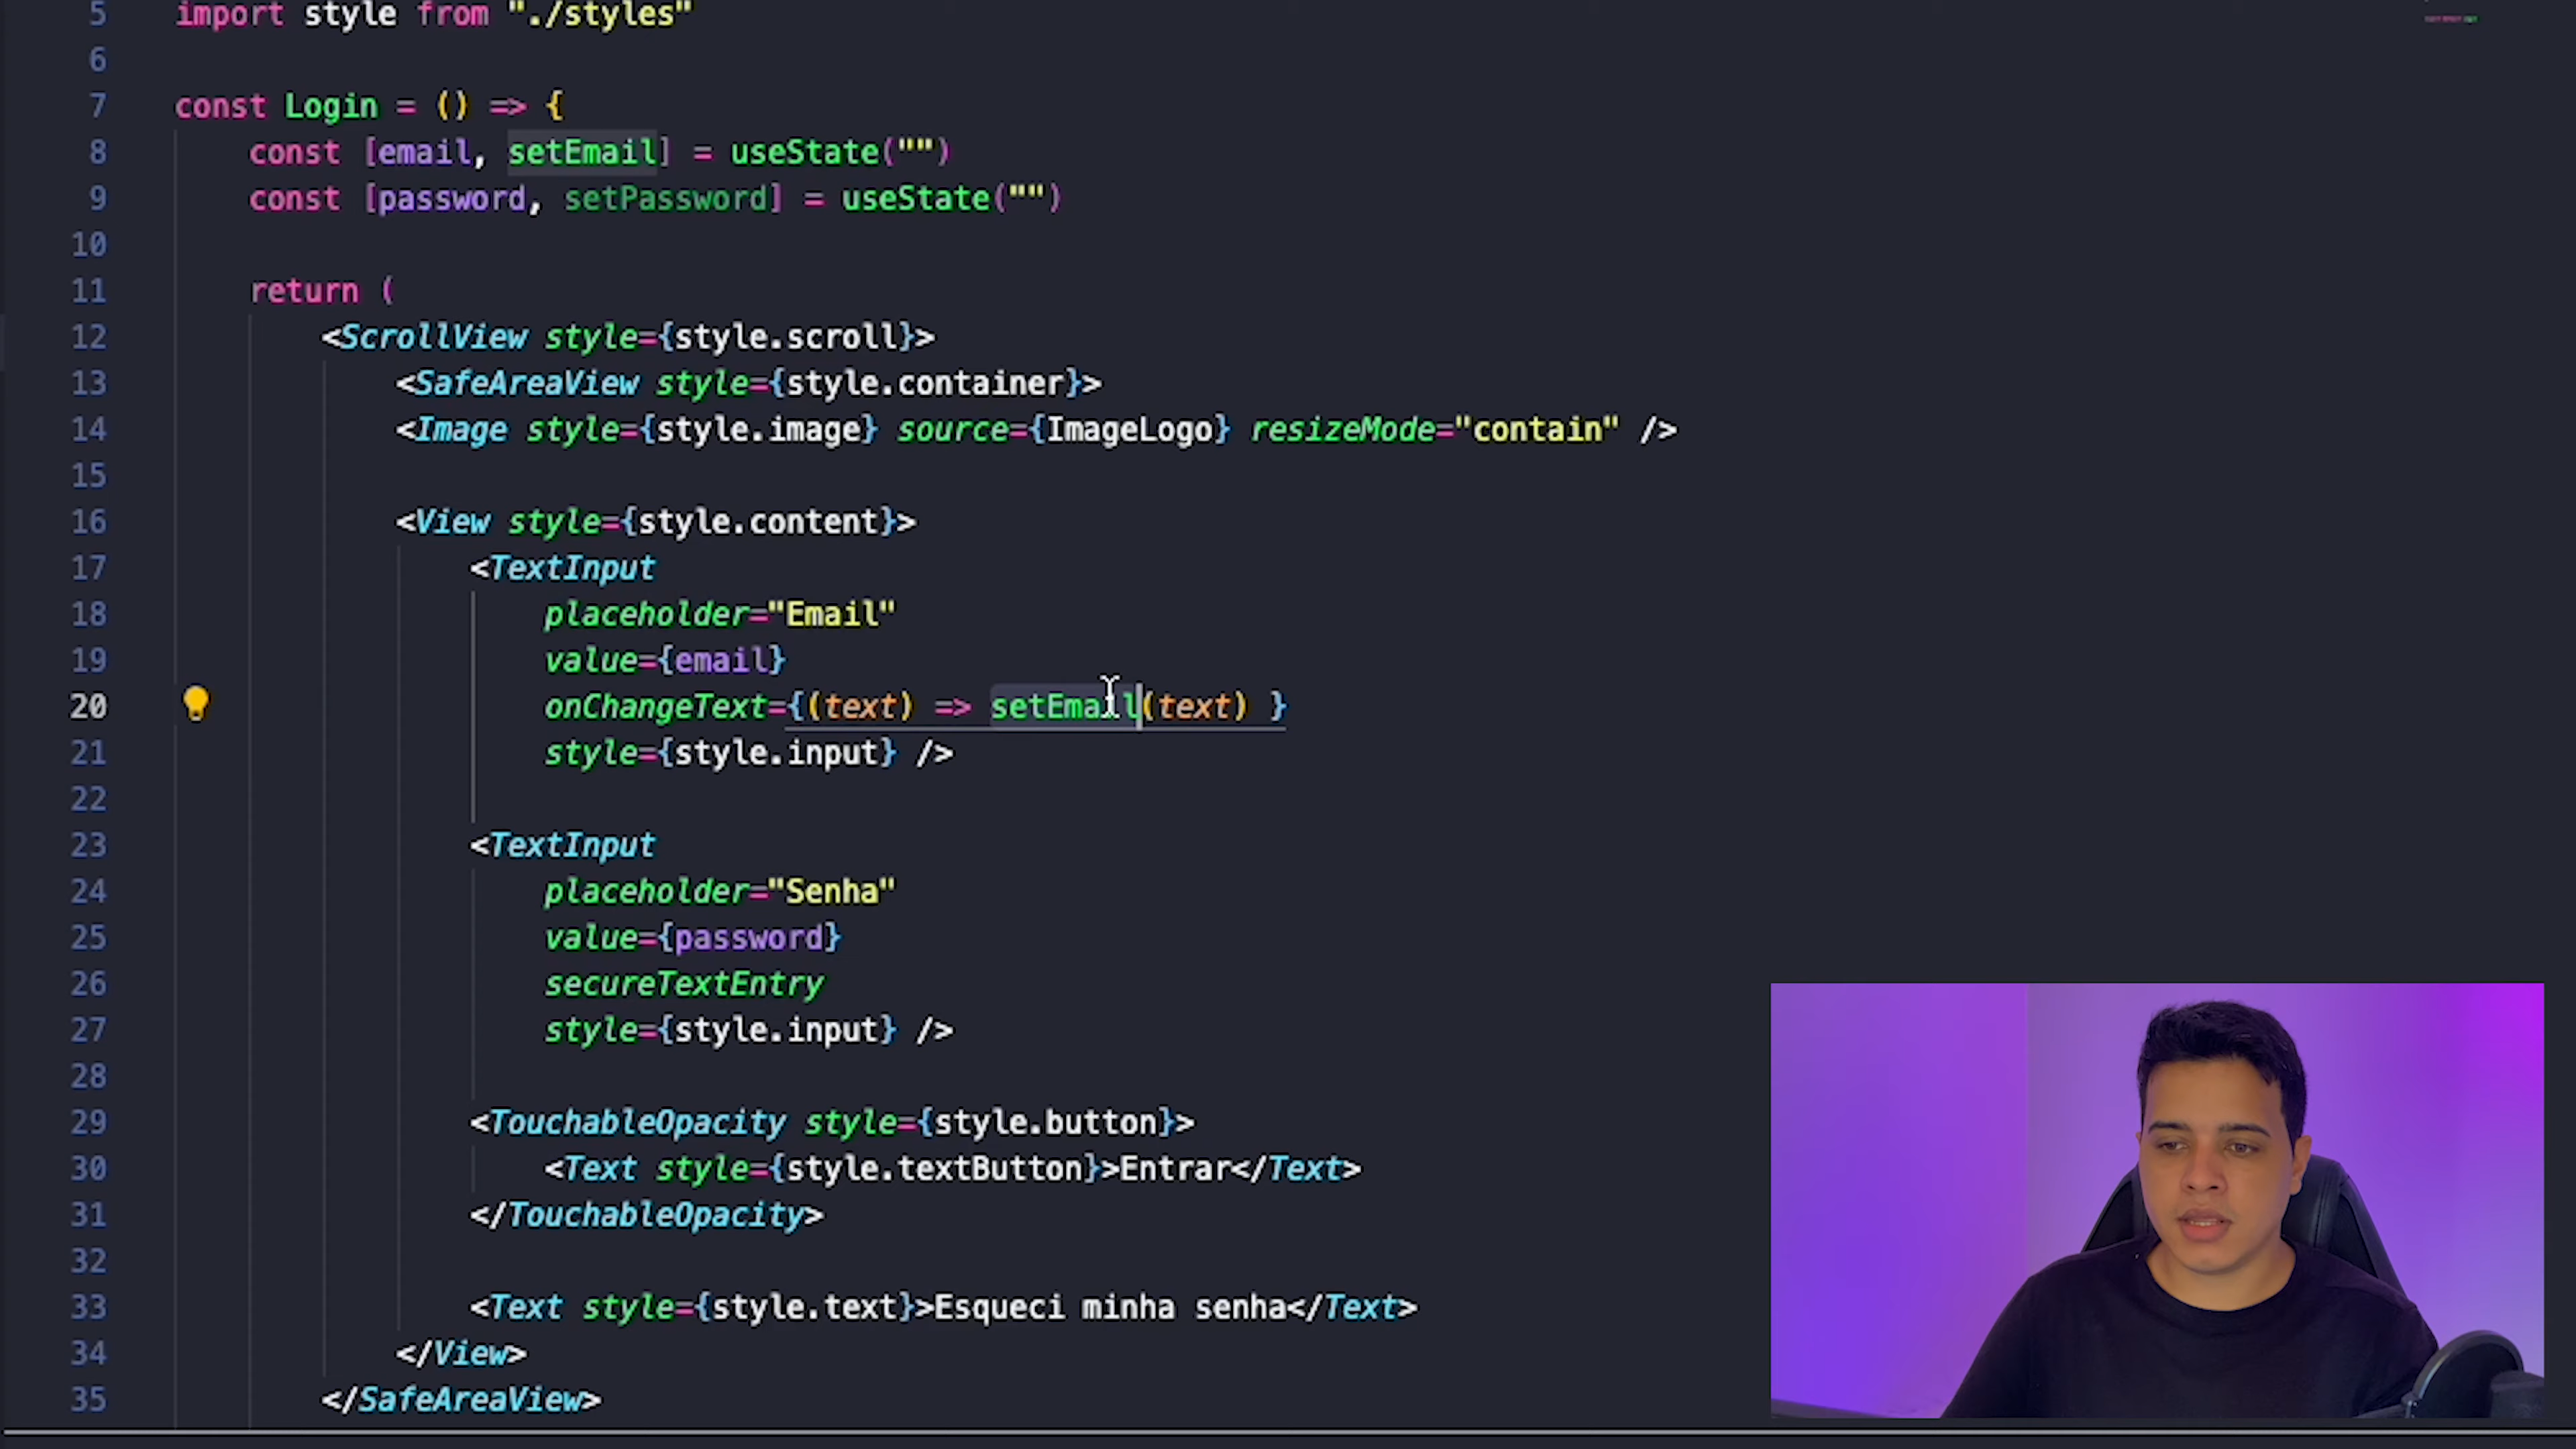 5 import style from "./styles"
6
7 const Login = () => {
8 const [email, setEmail] = useState("")
9 const [password, setPassword] = useState("")
10
11 return (
12 <ScrollView style={style.scroll}>
13 <SafeAreaView style={style.container}>
14 <Image style={style.image} source={ImageLogo} resizeMode="contain" />
15
16 <View style={style.content}>
17 <TextInput
18 placeholder="Email"
19 value={email}
20 onChangeText={(text) => setEmail(text) }
21 style={style.input} />
22
23 <TextInput
24 placeholder="Senha"
25 value={password}
26 secureTextEntry
27 style={style.input} />
28
29 <TouchableOpacity style={style.button}>
30 <Text style={style.textButton}>Entrar</Text>
31 </TouchableOpacity>
32
33 <Text style={style.text}>Esqueci minha senha</Text>
34 </View>
35 </SafeAreaView>